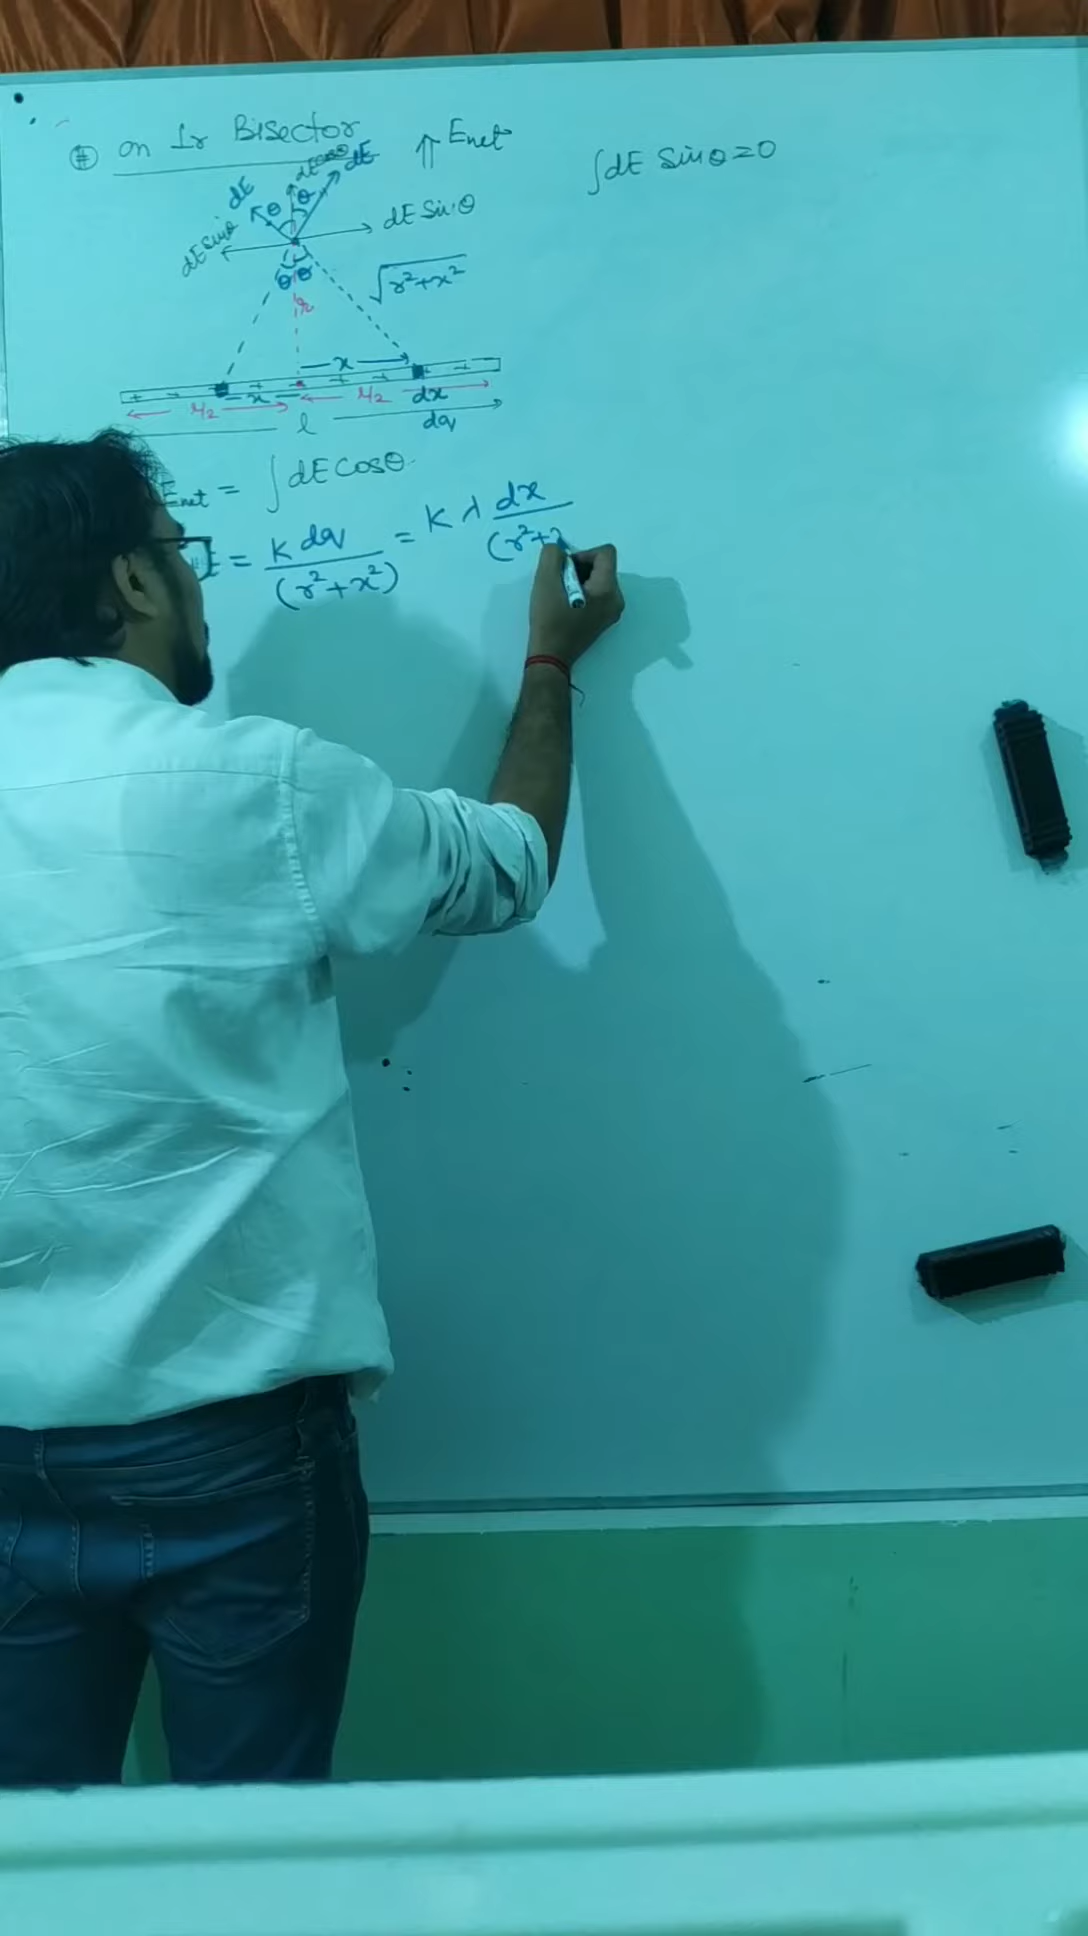 # on ⊥r Bisector
↑ Enet
∫dE Sinθ=0
dE
dE cosθ
dE
θ θ
dE Sinθ
dE Sinθ
θ θ
√r²+x²
r
x
+ - + + + + +
x
l/2
l/2
dx
l
dq
Enet = ∫dE Cosθ
E = K dq/(r²+x²) = K λ dx/(r²+